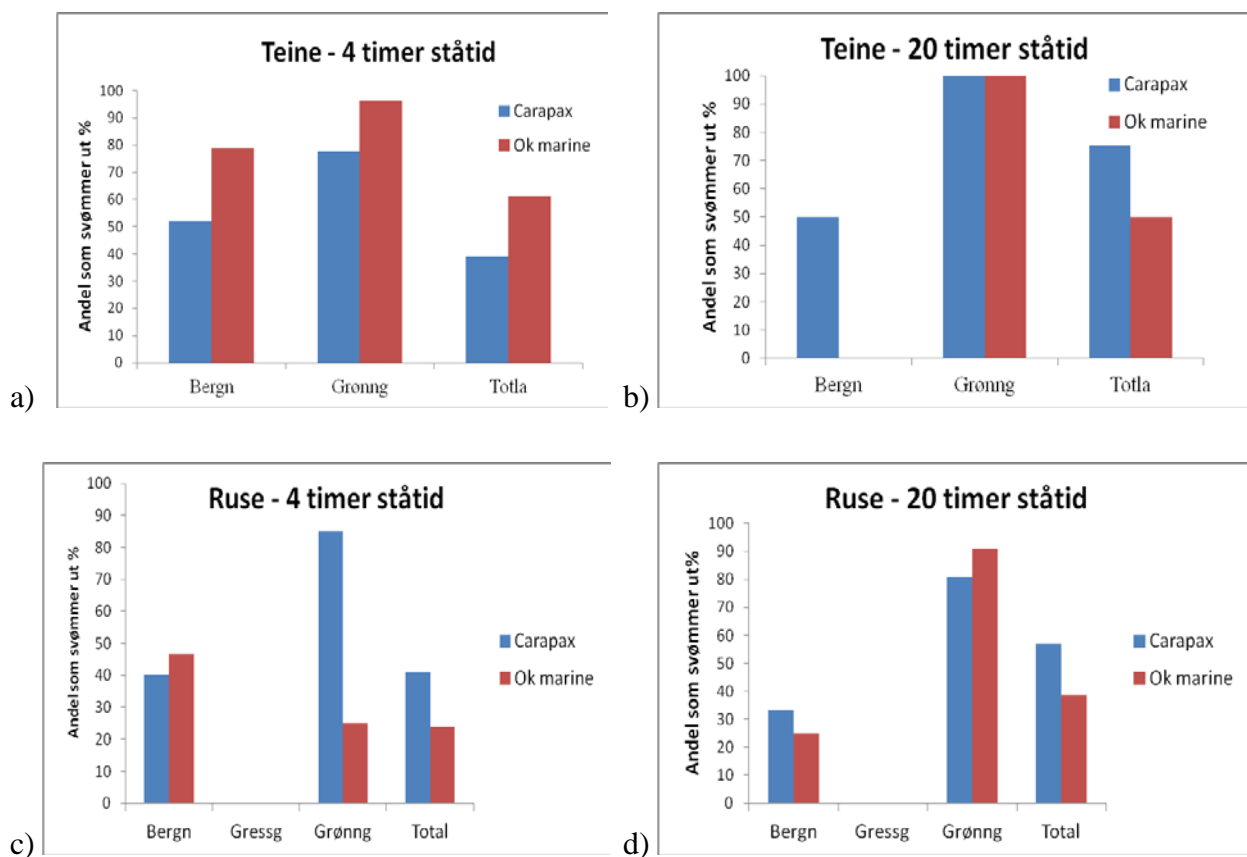 Teine - 4 timer ståtid
Andel som svømmer ut %
100
90
80
70
60
50
40
30
20
10
0
Carapax
Ok marine
Bergn Grønng Totla
a)
Teine - 20 timer ståtid
Andel som svømmer ut %
100
90
80
70
60
50
40
30
20
10
0
Carapax
Ok marine
Bergn Grønng Totla
b)
Ruse - 4 timer ståtid
Andel som svømmer ut %
100
90
80
70
60
50
40
30
20
10
0
Carapax
Ok marine
Bergn Gressg Grønng Total
c)
Ruse - 20 timer ståtid
Andel som svømmer ut%
100
90
80
70
60
50
40
30
20
10
0
Carapax
Ok marine
Bergn Gressg Grønng Total
d)